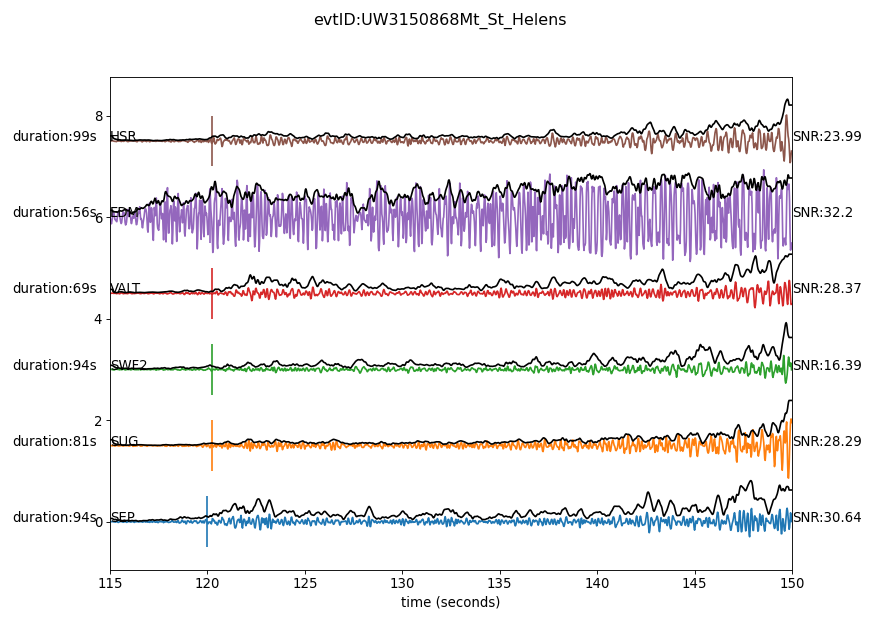 evtID:UW3150868Mt_St_Helens
8
duration:99s HSR SNR:23.99
duration:56s EDM SNR:32.2
6
duration:69s VALT SNR:28.37
4
duration:94s SWF2 SNR:16.39
2
duration:81s SUG SNR:28.29
duration:94s SEP SNR:30.64
0
115 120 125 130 135 140 145 150
time (seconds)